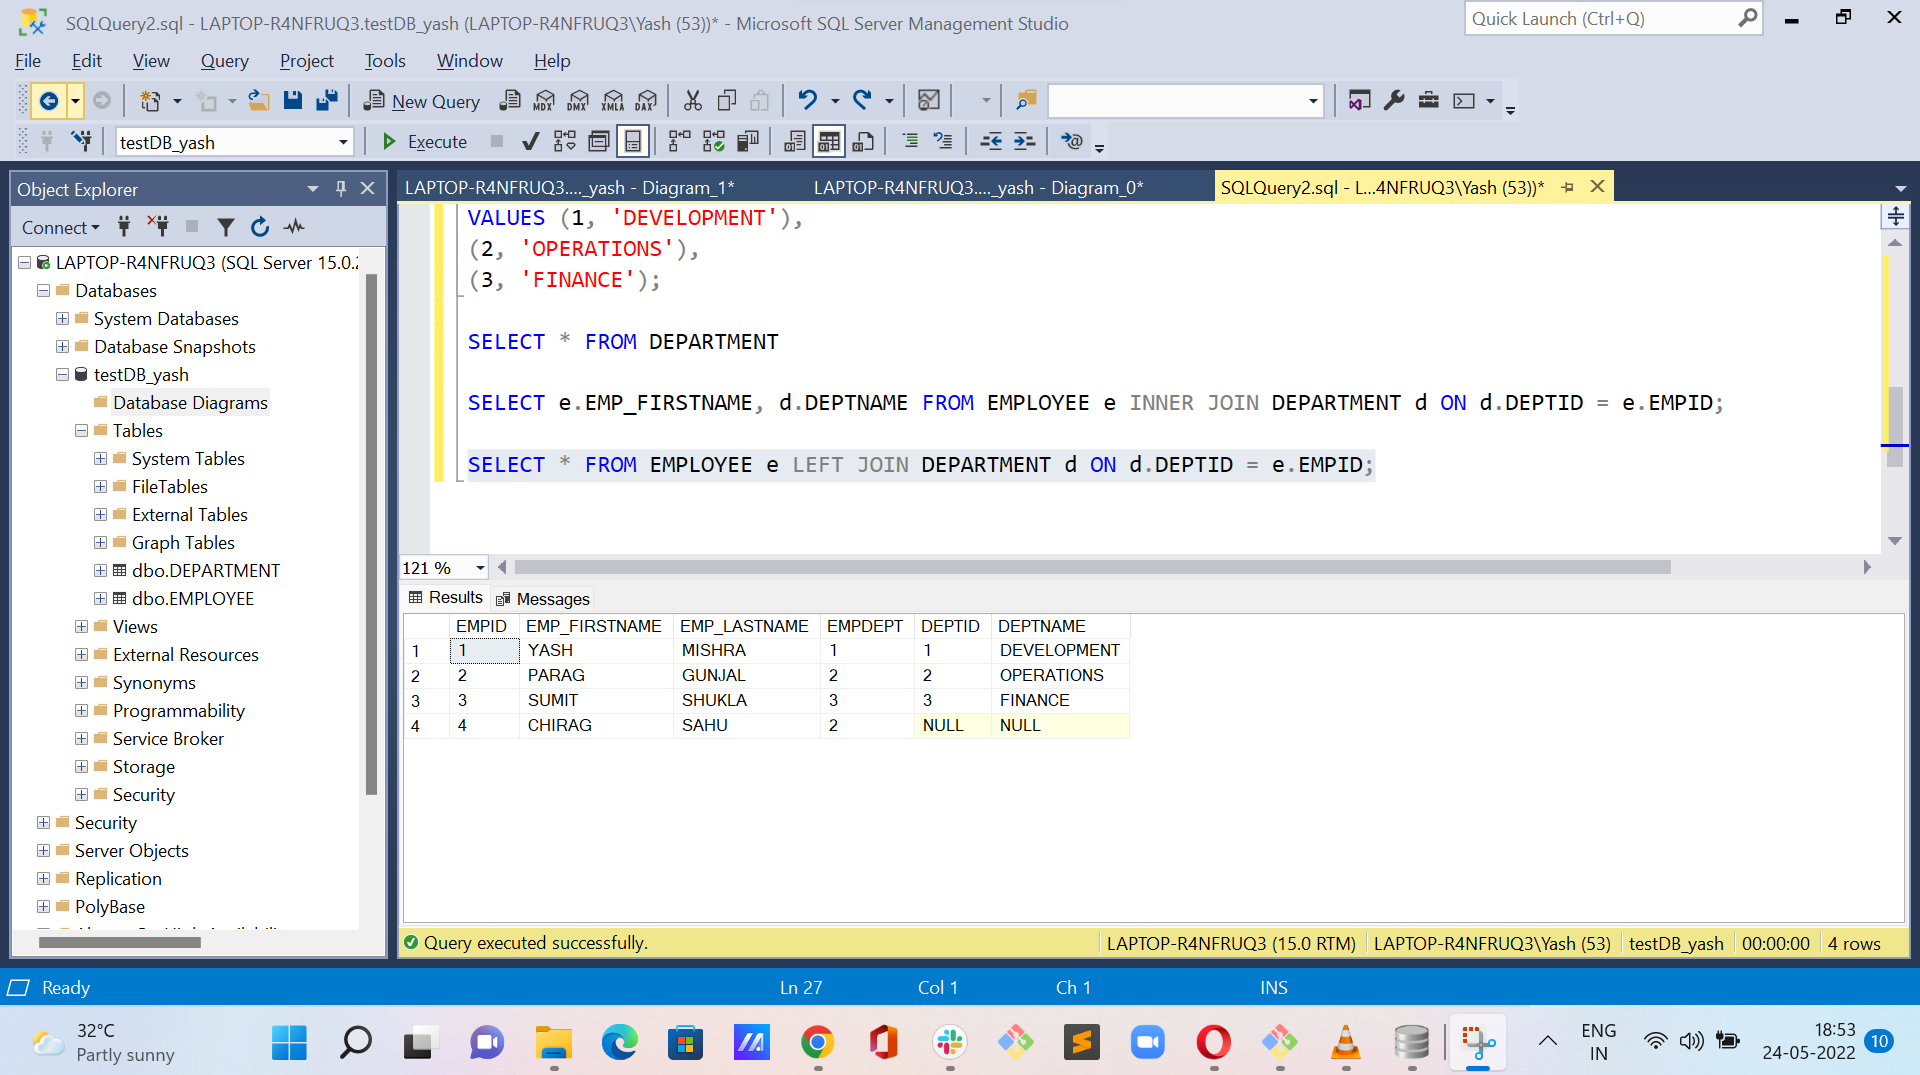 SQLQuery2.sql - LAPTOP-R4NFRUQ3.testDB_yash (LAPTOP-R4NFRUQ3\Yash (53))* - Microsoft SQL Server Management Studio
Quick Launch (Ctrl+Q)
File Edit View Query Project Tools Window Help
New Query MDX DMX XMLA DAX
testDB_yash Execute
Object Explorer
LAPTOP-R4NFRUQ3...._yash - Diagram_1*
LAPTOP-R4NFRUQ3...._yash - Diagram_0*
SQLQuery2.sql - L...4NFRUQ3\Yash (53))*
Connect
LAPTOP-R4NFRUQ3 (SQL Server 15.0.2
Databases
System Databases
Database Snapshots
testDB_yash
Database Diagrams
Tables
System Tables
FileTables
External Tables
Graph Tables
dbo.DEPARTMENT
dbo.EMPLOYEE
Views
External Resources
Synonyms
Programmability
Service Broker
Storage
Security
Security
Server Objects
Replication
PolyBase
VALUES (1, 'DEVELOPMENT'),
(2, 'OPERATIONS'),
(3, 'FINANCE');
SELECT * FROM DEPARTMENT
SELECT e.EMP_FIRSTNAME, d.DEPTNAME FROM EMPLOYEE e INNER JOIN DEPARTMENT d ON d.DEPTID = e.EMPID;
SELECT * FROM EMPLOYEE e LEFT JOIN DEPARTMENT d ON d.DEPTID = e.EMPID;
121 %
Results Messages
EMPID EMP_FIRSTNAME EMP_LASTNAME EMPDEPT DEPTID DEPTNAME
1 1 YASH MISHRA 1 1 DEVELOPMENT
2 2 PARAG GUNJAL 2 2 OPERATIONS
3 3 SUMIT SHUKLA 3 3 FINANCE
4 4 CHIRAG SAHU 2 NULL NULL
Query executed successfully.
LAPTOP-R4NFRUQ3 (15.0 RTM) LAPTOP-R4NFRUQ3\Yash (53) testDB_yash 00:00:00 4 rows
Ready Ln 27 Col 1 Ch 1 INS
32°C
Partly sunny
ENG
IN
18:53
24-05-2022
10